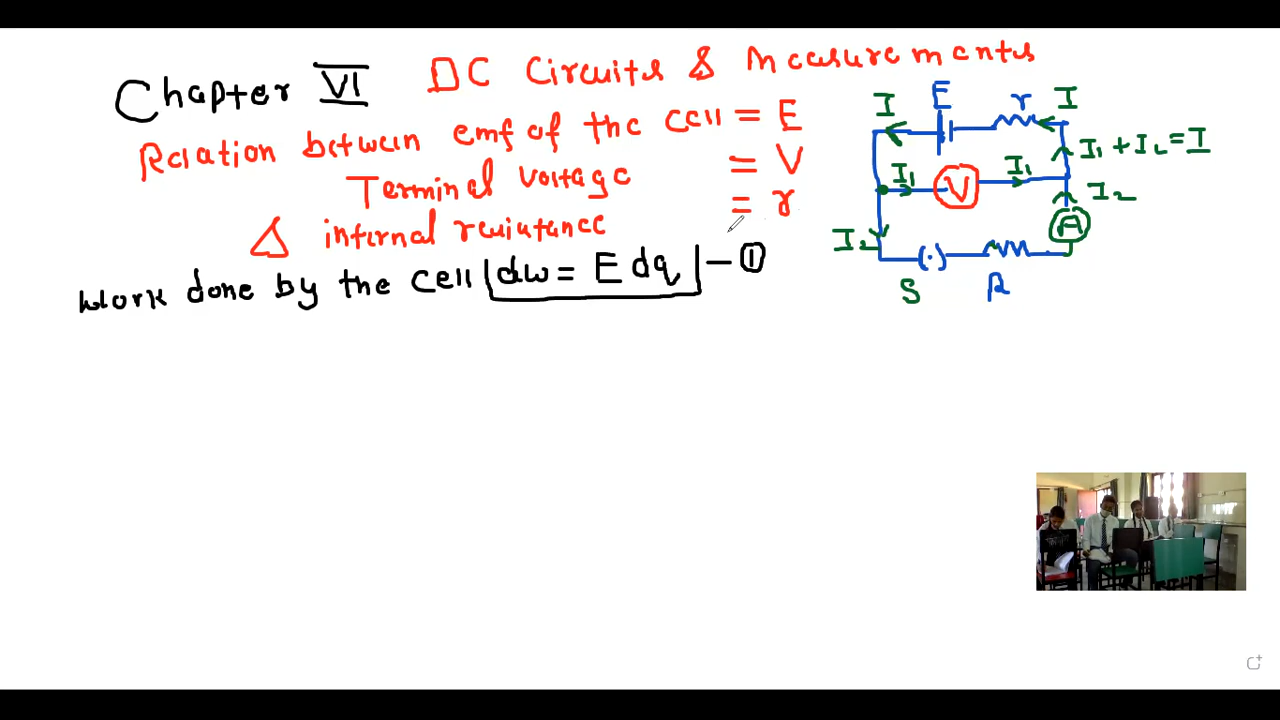 Chapter VI DC Circuits & Measurements
Relation between emf of the cell = E
Terminal voltage = V
& internal resistance = r
Work done by the cell dw = E dq — ①
I E r I
I₁ V I₁ I₁ + I₂ = I
I₂
A
I₂
S R